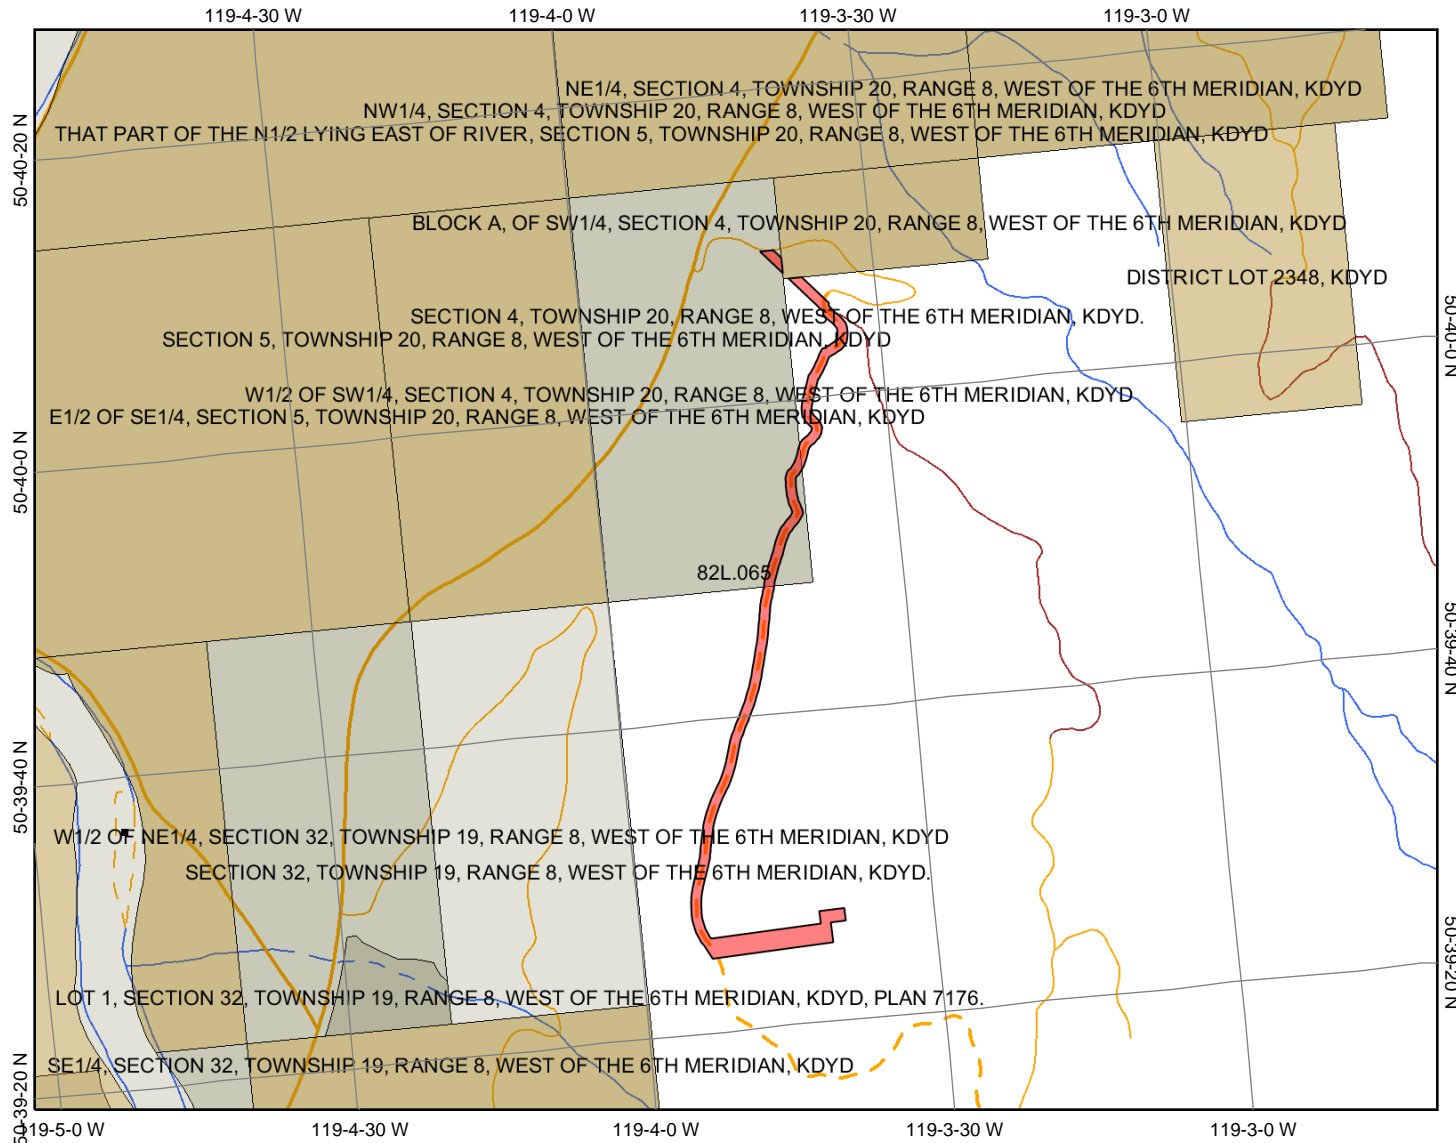 119-4-30 W
119-4-0 W
119-3-30 W
119-3-0 W
NE1/4, SECTION 4, TOWNSHIP 20, RANGE 8, WEST OF THE 6TH MERIDIAN, KDYD
NW1/4, SECTION 4, TOWNSHIP 20, RANGE 8, WEST OF THE 6TH MERIDIAN, KDYD
THAT PART OF THE N1/2 LYING EAST OF RIVER, SECTION 5, TOWNSHIP 20, RANGE 8, WEST OF THE 6TH MERIDIAN, KDYD
50-40-20 N
BLOCK A, OF SW1/4, SECTION 4, TOWNSHIP 20, RANGE 8, WEST OF THE 6TH MERIDIAN, KDYD
DISTRICT LOT 2348, KDYD
SECTION 4, TOWNSHIP 20, RANGE 8, WEST OF THE 6TH MERIDIAN, KDYD.
50-40-0 N
SECTION 5, TOWNSHIP 20, RANGE 8, WEST OF THE 6TH MERIDIAN, KDYD
W1/2 OF SW1/4, SECTION 4, TOWNSHIP 20, RANGE 8, WEST OF THE 6TH MERIDIAN, KDYD
E1/2 OF SE1/4, SECTION 5, TOWNSHIP 20, RANGE 8, WEST OF THE 6TH MERIDIAN, KDYD
50-40-0 N
82L.065
50-39-40 N
50-39-40 N
W1/2 OF NE1/4, SECTION 32, TOWNSHIP 19, RANGE 8, WEST OF THE 6TH MERIDIAN, KDYD
SECTION 32, TOWNSHIP 19, RANGE 8, WEST OF THE 6TH MERIDIAN, KDYD.
50-39-20 N
LOT 1, SECTION 32, TOWNSHIP 19, RANGE 8, WEST OF THE 6TH MERIDIAN, KDYD, PLAN 7176.
SE1/4, SECTION 32, TOWNSHIP 19, RANGE 8, WEST OF THE 6TH MERIDIAN, KDYD
50-39-20 N
119-5-0 W
119-4-30 W
119-4-0 W
119-3-30 W
119-3-0 W